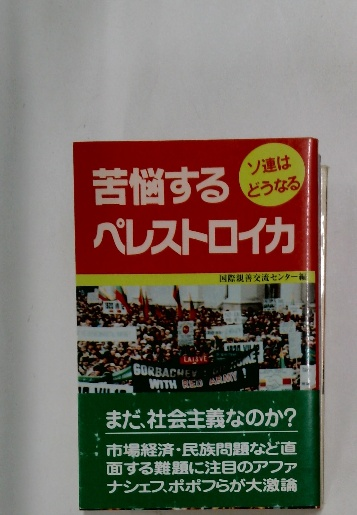 苦悩する
ソ連は
どうなる
ペレストロイカ
国際親善交流センター編
GORBACHEV
WITH RED ARMY!
まだ、社会主義なのか?
市場経済・民族問題など直
面する難題に注目のアファ
ナシェフ、ポポフらが大激論